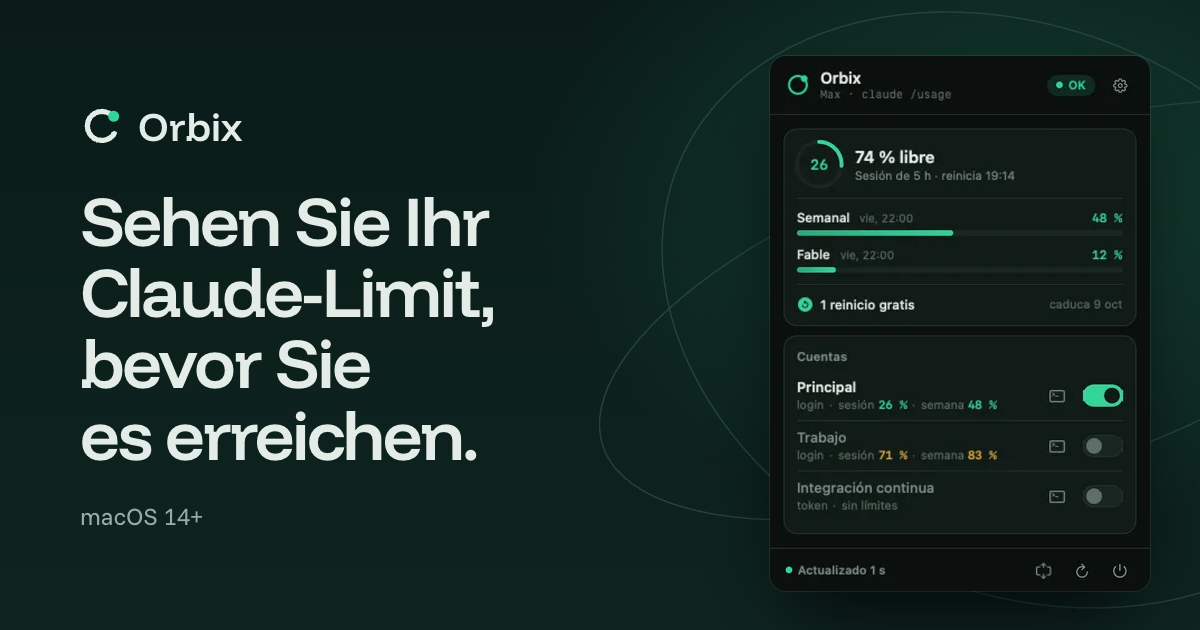 Orbix
Sehen Sie Ihr
Claude-Limit,
bevor Sie
es erreichen.
macOS 14+
Orbix
Max · claude /usage
OK
26
74 % libre
Sesión de 5 h · reinicia 19:14
Semanal vie, 22:00 48 %
Fable vie, 22:00 12 %
1 reinicio gratis caduca 9 oct
Cuentas
Principal
login · sesión 26 % · semana 48 %
Trabajo
login · sesión 71 % · semana 83 %
Integración continua
token · sin límites
Actualizado 1 s